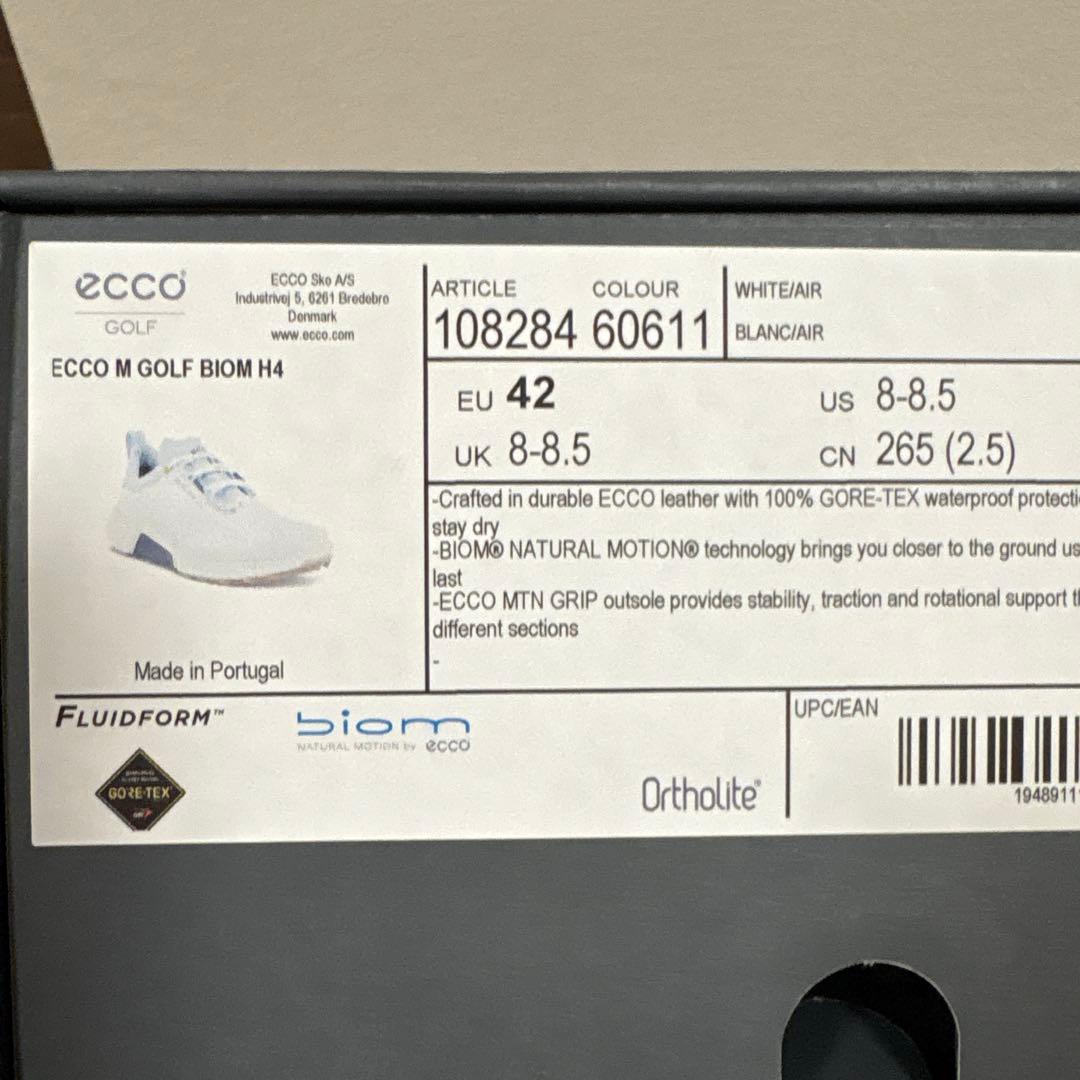 ecco
GOLF
ECCO Sko A/S
Industrivej 5, 6261 Bredebro
Denmark
www.ecco.com
ECCO M GOLF BIOM H4
Made in Portugal
ARTICLE COLOUR
108284 60611
WHITE/AIR
BLANC/AIR
EU 42
US 8-8.5
UK 8-8.5
CN 265 (2.5)
-Crafted in durable ECCO leather with 100% GORE-TEX waterproof protecti
stay dry
-BIOM® NATURAL MOTION® technology brings you closer to the ground us
last
-ECCO MTN GRIP outsole provides stability, traction and rotational support t
different sections
-
FLUIDFORM™
biom
NATURAL MOTION BY ecco
GORE-TEX
Ortholite®
UPC/EAN
1948911